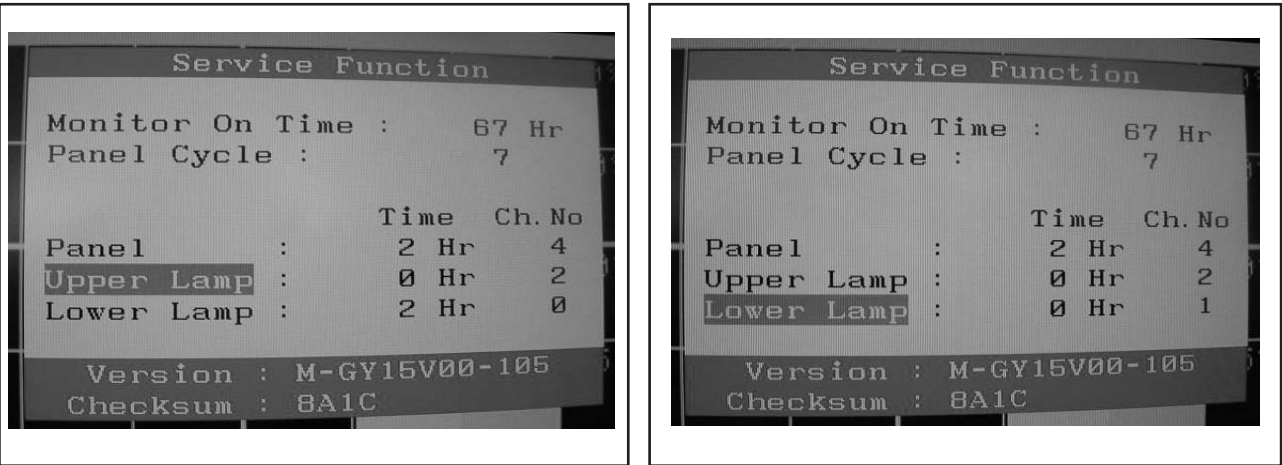 Service Function
Monitor On Time : 67 Hr
Panel Cycle : 7
Time Ch.No
Panel : 2 Hr 4
Upper Lamp : 0 Hr 2
Lower Lamp : 2 Hr 0
Version : M-GY15V00-105
Checksum : 8A1C
Service Function
Monitor On Time : 67 Hr
Panel Cycle : 7
Time Ch.No
Panel : 2 Hr 4
Upper Lamp : 0 Hr 2
Lower Lamp : 0 Hr 1
Version : M-GY15V00-105
Checksum : 8A1C